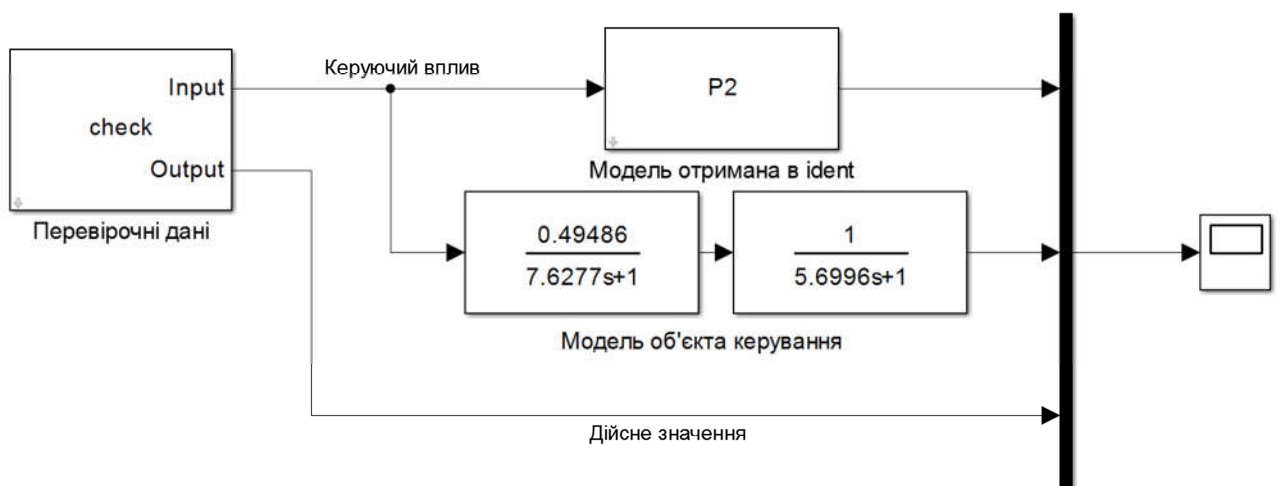 Input
check
Output
Перевірочні дані
Керуючий вплив
P2
Модель отримана в ident
0.49486
7.6277s+1
1
5.6996s+1
Модель об'єкта керування
Дійсне значення